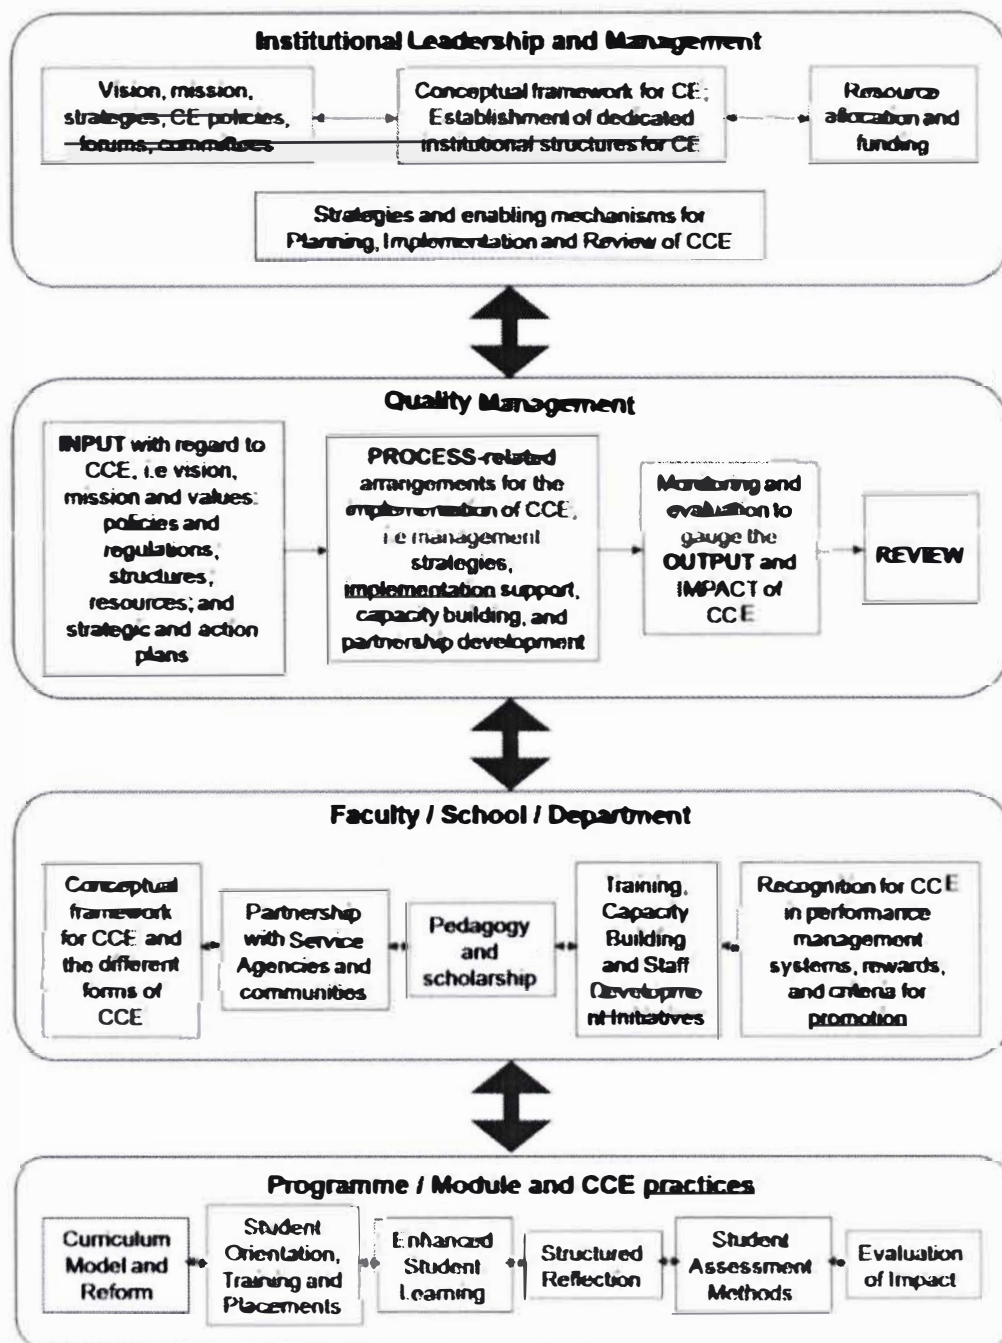 Institutional Leadership and Management
Vision, mission,
strategies, CE policies,
forums, committees
Conceptual framework for CE;
Establishment of dedicated
institutional structures for CE
Resource
allocation and
funding
Strategies and enabling mechanisms for
Planning, Implementation and Review of CCE
Quality Management
INPUT with regard to
CCE, i.e vision,
mission and values:
policies and
regulations,
structures,
resources; and
strategic and action
plans
PROCESS-related
arrangements for the
implementation of CCE,
i.e management
strategies,
implementation support,
capacity building, and
partnership development
Monitoring and
evaluation to
gauge the
OUTPUT and
IMPACT of
CCE
REVIEW
Faculty / School / Department
Conceptual
framework
for CCE and
the different
forms of
CCE
Partnership
with Service
Agencies and
communities
Pedagogy
and
scholarship
Training,
Capacity
Building
and Staff
Developme
nt Initiatives
Recognition for CCE
in performance
management
systems, rewards,
and criteria for
promotion
Programme / Module and CCE practices
Curriculum
Model and
Reform
Student
Orientation,
Training and
Placements
Enhanced
Student
Learning
Structured
Reflection
Student
Assessment
Methods
Evaluation
of Impact